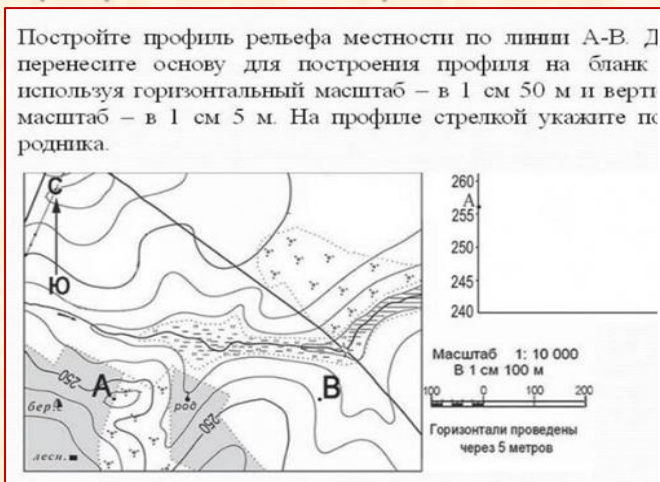 Постройте профиль рельефа местности по линии А-В. Д
перенесите основу для построения профиля на бланк
используя горизонтальный масштаб – в 1 см 50 м и верт
масштаб – в 1 см 5 м. На профиле стрелкой укажите по
родника.
С
Ю
250
А
бер.
род
250
В
лесн.
260
А
255
250
245
240
Масштаб 1: 10 000
В 1 см 100 м
100 0 100 200
Горизонтали проведены
через 5 метров